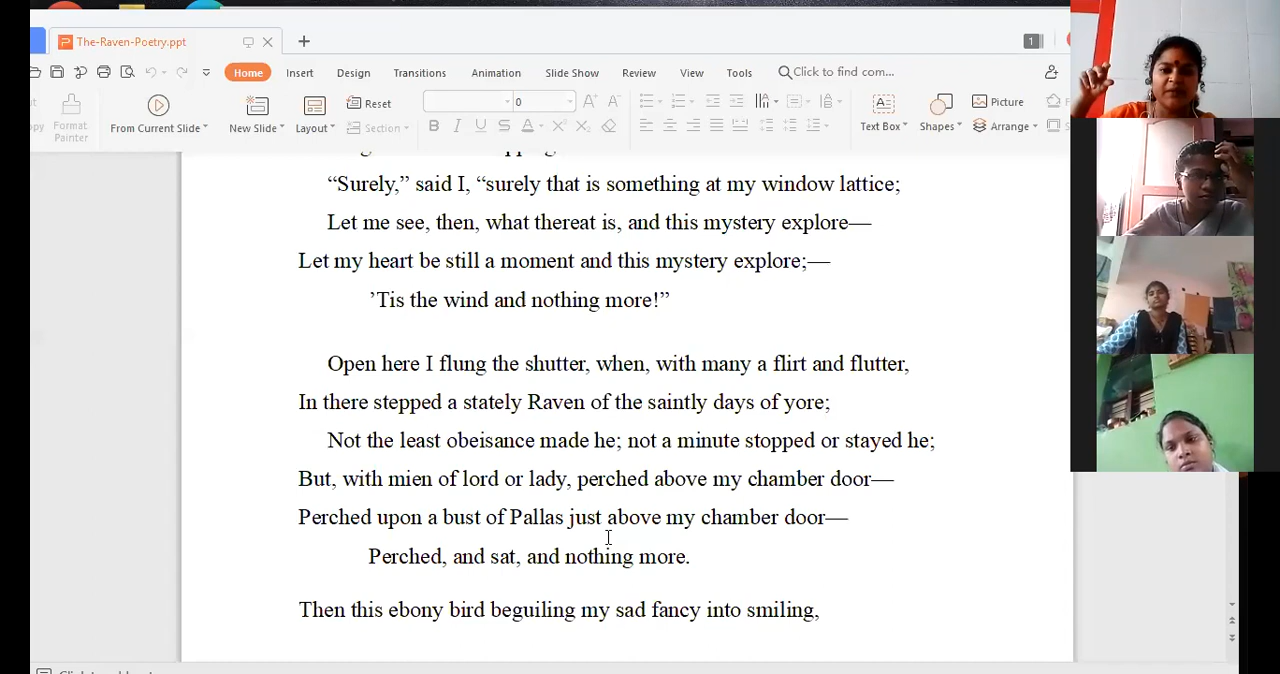 The-Raven-Poetry.ppt
1
Home Insert Design Transitions Animation Slide Show Review View Tools Click to find com...
Format Painter
From Current Slide
New Slide
Layout
Reset
Section
0
Text Box
Shapes
Picture
Arrange
“Surely,” said I, “surely that is something at my window lattice;
Let me see, then, what thereat is, and this mystery explore—
Let my heart be still a moment and this mystery explore;—
’Tis the wind and nothing more!”
Open here I flung the shutter, when, with many a flirt and flutter,
In there stepped a stately Raven of the saintly days of yore;
Not the least obeisance made he; not a minute stopped or stayed he;
But, with mien of lord or lady, perched above my chamber door—
Perched upon a bust of Pallas just above my chamber door—
Perched, and sat, and nothing more.
Then this ebony bird beguiling my sad fancy into smiling,